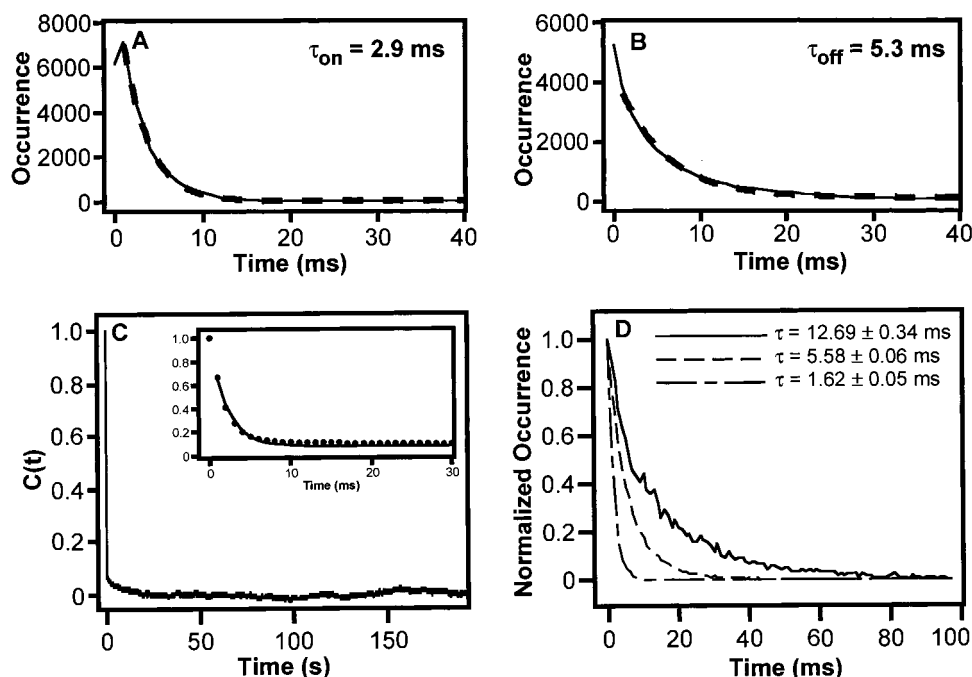 A
τon = 2.9 ms
Occurrence
8000
6000
4000
2000
0
0 10 20 30 40
Time (ms)
B
τoff = 5.3 ms
Occurrence
6000
4000
2000
0
0 10 20 30 40
Time (ms)
C
C(t)
1.0
0.8
0.6
0.4
0.2
0
0 50 100 150
Time (s)
1.0
0.8
0.6
0.4
0.2
0
0 10 20 30
Time (ms)
D
τ = 12.69 ± 0.34 ms
τ = 5.58 ± 0.06 ms
τ = 1.62 ± 0.05 ms
Normalized Occurrence
1.0
0.8
0.6
0.4
0.2
0
0 20 40 60 80 100
Time (ms)